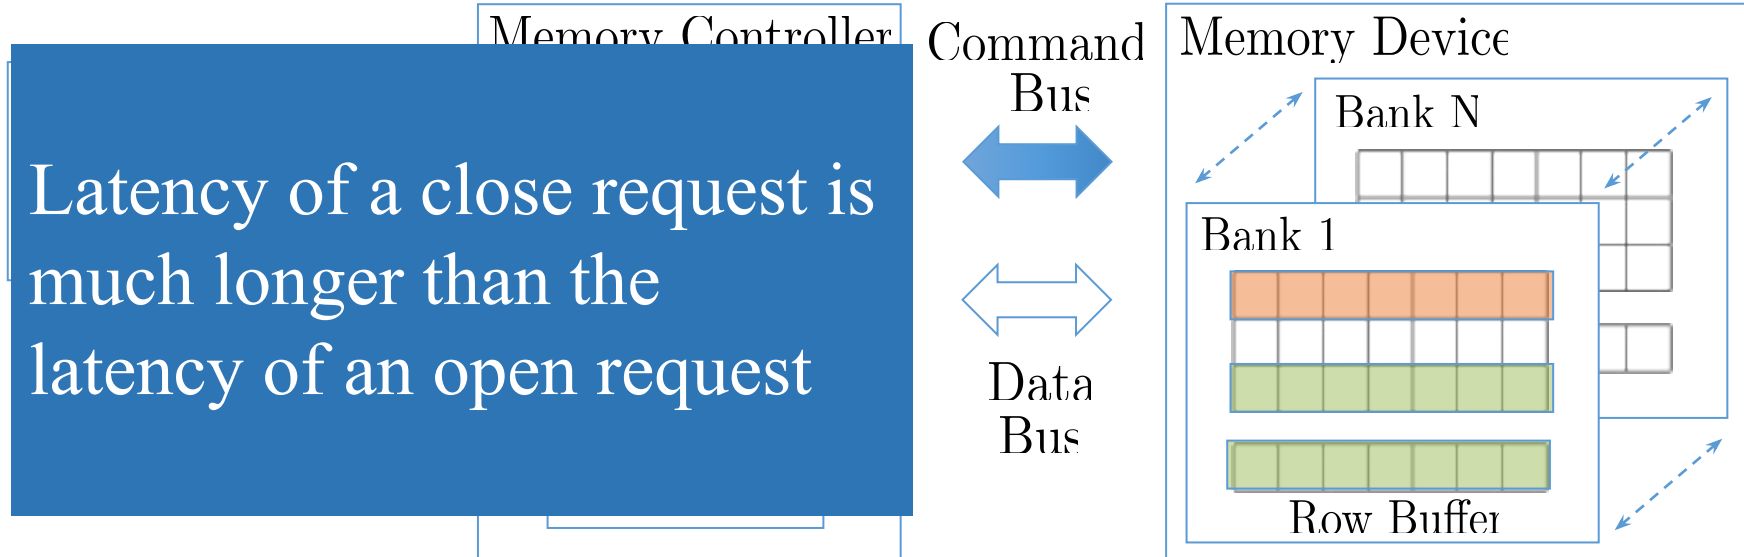 Memory Controller
Latency of a close request is
much longer than the
latency of an open request
Command
Bus
Data
Bus
Memory Device
Bank N
Bank 1
Row Buffer